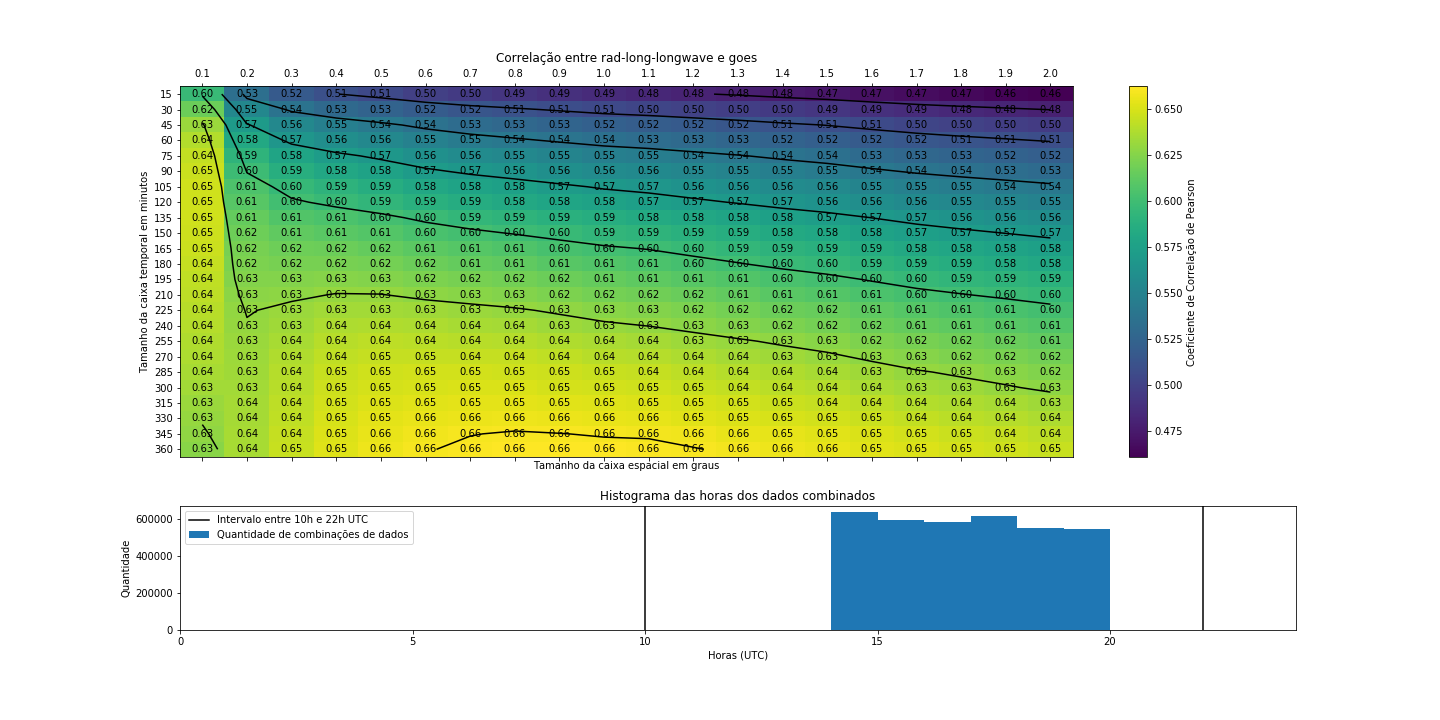 Correlação entre rad-long-longwave e goes
0.1 0.2 0.3 0.4 0.5 0.6 0.7 0.8 0.9 1.0 1.1 1.2 1.3 1.4 1.5 1.6 1.7 1.8 1.9 2.0
15 0.60 0.53 0.52 0.51 0.51 0.50 0.50 0.49 0.49 0.49 0.48 0.48 0.48 0.48 0.47 0.47 0.47 0.47 0.46 0.46
30 0.62 0.55 0.54 0.53 0.53 0.52 0.52 0.51 0.51 0.51 0.50 0.50 0.50 0.50 0.49 0.49 0.49 0.48 0.48 0.48
45 0.63 0.57 0.56 0.55 0.54 0.54 0.53 0.53 0.53 0.52 0.52 0.52 0.52 0.51 0.51 0.51 0.50 0.50 0.50 0.50
60 0.64 0.58 0.57 0.56 0.56 0.55 0.55 0.54 0.54 0.54 0.53 0.53 0.53 0.52 0.52 0.52 0.52 0.51 0.51 0.51
75 0.64 0.59 0.58 0.57 0.57 0.56 0.56 0.55 0.55 0.55 0.55 0.54 0.54 0.54 0.54 0.53 0.53 0.53 0.52 0.52
90 0.65 0.60 0.59 0.58 0.58 0.57 0.57 0.56 0.56 0.56 0.56 0.55 0.55 0.55 0.55 0.54 0.54 0.54 0.53 0.53
105 0.65 0.61 0.60 0.59 0.59 0.58 0.58 0.58 0.57 0.57 0.57 0.56 0.56 0.56 0.56 0.55 0.55 0.55 0.54 0.54
120 0.65 0.61 0.60 0.60 0.59 0.59 0.59 0.58 0.58 0.58 0.57 0.57 0.57 0.57 0.56 0.56 0.56 0.55 0.55 0.55
135 0.65 0.61 0.61 0.61 0.60 0.60 0.59 0.59 0.59 0.59 0.58 0.58 0.58 0.58 0.57 0.57 0.57 0.56 0.56 0.56
150 0.65 0.62 0.61 0.61 0.61 0.60 0.60 0.60 0.60 0.59 0.59 0.59 0.59 0.58 0.58 0.58 0.57 0.57 0.57 0.57
165 0.65 0.62 0.62 0.62 0.62 0.61 0.61 0.61 0.60 0.60 0.60 0.60 0.59 0.59 0.59 0.59 0.58 0.58 0.58 0.58
180 0.64 0.62 0.62 0.62 0.62 0.62 0.61 0.61 0.61 0.61 0.61 0.60 0.60 0.60 0.60 0.59 0.59 0.59 0.58 0.58
195 0.64 0.63 0.63 0.63 0.63 0.62 0.62 0.62 0.62 0.61 0.61 0.61 0.61 0.60 0.60 0.60 0.60 0.59 0.59 0.59
210 0.64 0.63 0.63 0.63 0.63 0.63 0.63 0.63 0.62 0.62 0.62 0.62 0.61 0.61 0.61 0.61 0.60 0.60 0.60 0.60
225 0.64 0.63 0.63 0.63 0.63 0.63 0.63 0.63 0.63 0.63 0.63 0.62 0.62 0.62 0.62 0.61 0.61 0.61 0.61 0.60
240 0.64 0.63 0.63 0.64 0.64 0.64 0.64 0.64 0.63 0.63 0.63 0.63 0.63 0.62 0.62 0.62 0.61 0.61 0.61 0.61
255 0.64 0.63 0.64 0.64 0.64 0.64 0.64 0.64 0.64 0.64 0.64 0.63 0.63 0.63 0.63 0.62 0.62 0.62 0.62 0.61
270 0.64 0.63 0.64 0.64 0.65 0.65 0.64 0.64 0.64 0.64 0.64 0.64 0.64 0.63 0.63 0.63 0.63 0.62 0.62 0.62
285 0.64 0.63 0.64 0.65 0.65 0.65 0.65 0.65 0.65 0.65 0.64 0.64 0.64 0.64 0.64 0.63 0.63 0.63 0.63 0.62
300 0.63 0.63 0.64 0.65 0.65 0.65 0.65 0.65 0.65 0.65 0.65 0.64 0.64 0.64 0.64 0.64 0.63 0.63 0.63 0.63
315 0.63 0.64 0.64 0.65 0.65 0.65 0.65 0.65 0.65 0.65 0.65 0.65 0.65 0.65 0.64 0.64 0.64 0.64 0.64 0.63
330 0.63 0.64 0.64 0.65 0.65 0.66 0.66 0.66 0.66 0.66 0.65 0.65 0.65 0.65 0.65 0.64 0.64 0.64 0.64 0.64
345 0.63 0.64 0.64 0.65 0.65 0.66 0.66 0.66 0.66 0.66 0.66 0.66 0.65 0.65 0.65 0.65 0.65 0.65 0.64 0.64
360 0.63 0.64 0.65 0.65 0.66 0.66 0.66 0.66 0.66 0.66 0.66 0.66 0.66 0.66 0.65 0.65 0.65 0.65 0.65 0.65
Tamanho da caixa temporal em minutos
Tamanho da caixa espacial em graus
0.650
0.625
0.600
0.575
0.550
0.525
0.500
0.475
Coeficiente de Correlação de Pearson
Histograma das horas dos dados combinados
Intervalo entre 10h e 22h UTC
Quantidade de combinações de dados
600000
400000
200000
0
Quantidade
0 5 10 15 20
Horas (UTC)